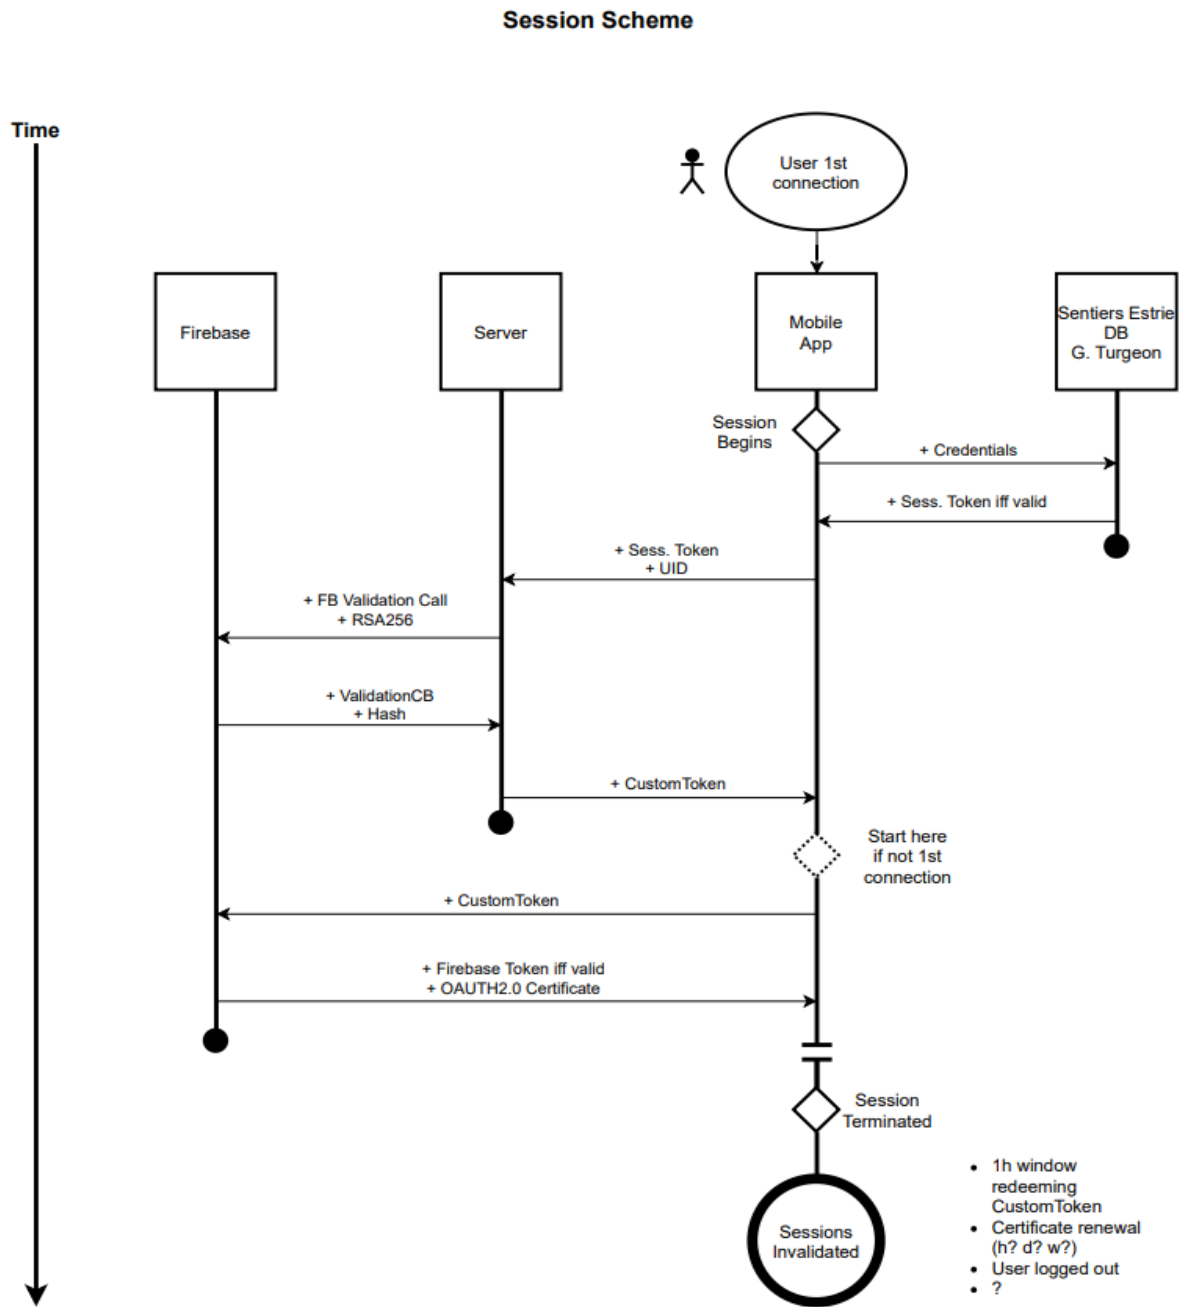 Session Scheme
Time
User 1st
connection
Firebase
Server
Mobile
App
Sentiers Estrie
DB
G. Turgeon
Session
Begins
+ Credentials
+ Sess. Token iff valid
+ Sess. Token
+ UID
+ FB Validation Call
+ RSA256
+ ValidationCB
+ Hash
+ CustomToken
Start here
if not 1st
connection
+ CustomToken
+ Firebase Token iff valid
+ OAUTH2.0 Certificate
Session
Terminated
Sessions
Invalidated
• 1h window
redeeming
CustomToken
• Certificate renewal
(h? d? w?)
• User logged out
• ?